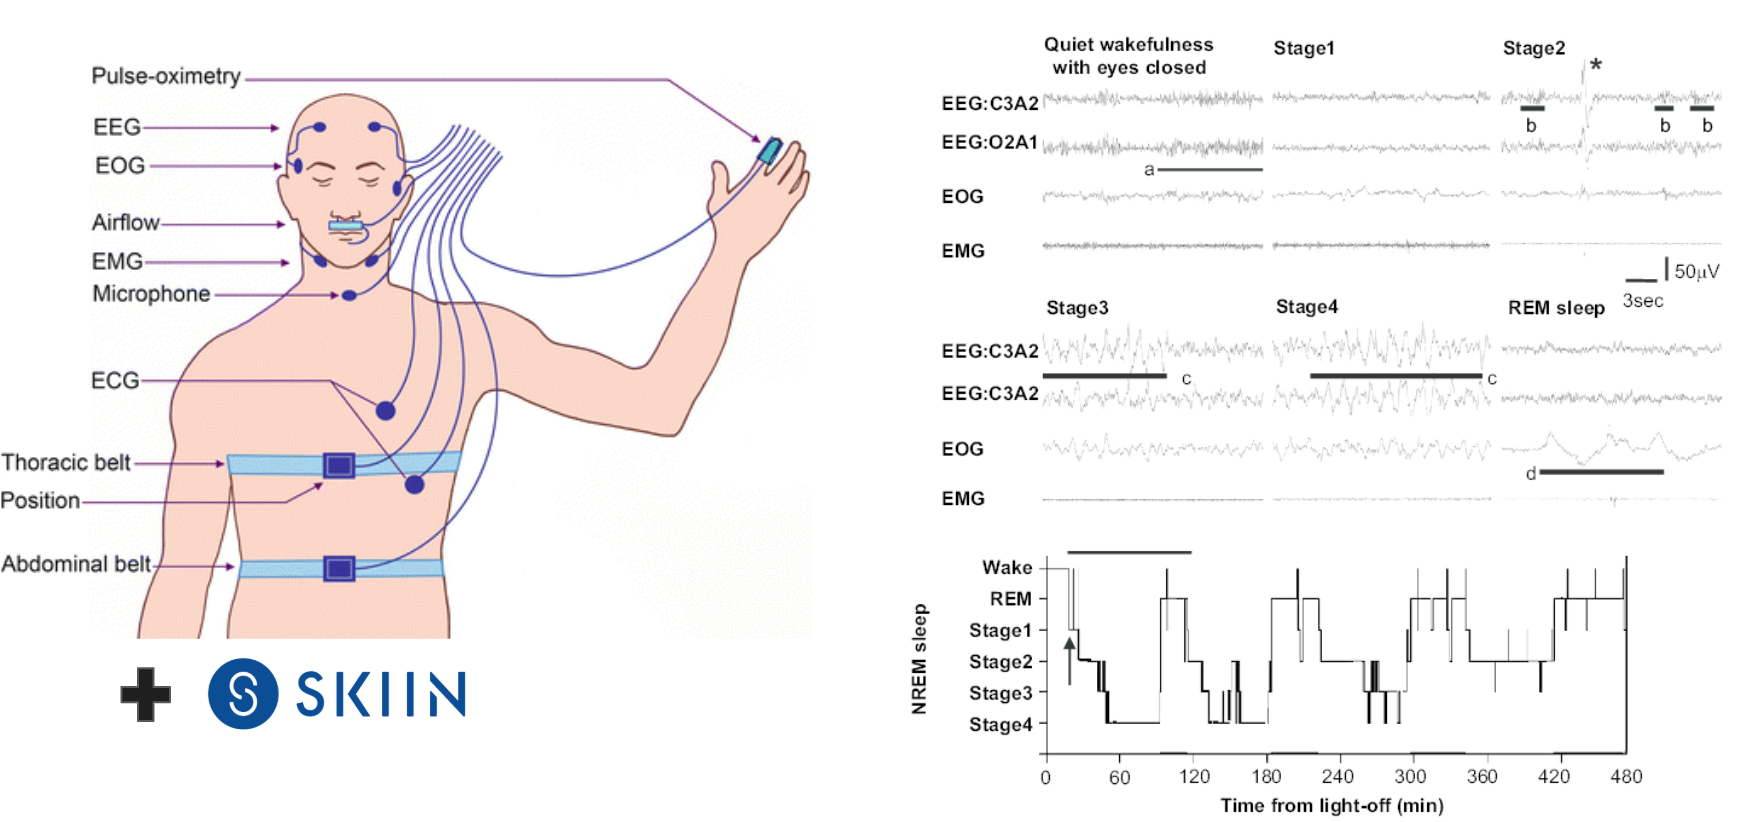 Pulse-oximetry
EEG
EOG
Airflow
EMG
Microphone
ECG
Thoracic belt
Position
Abdominal belt
SKIIN
Quiet wakefulness
with eyes closed
Stage1
Stage2
*
EEG:C3A2
b
b
b
EEG:O2A1
a
EOG
EMG
50μV
3sec
Stage3
Stage4
REM sleep
EEG:C3A2
c
c
EEG:C3A2
EOG
d
EMG
Wake
REM
Stage1
Stage2
Stage3
Stage4
NREM sleep
0 60 120 180 240 300 360 420 480
Time from light-off (min)